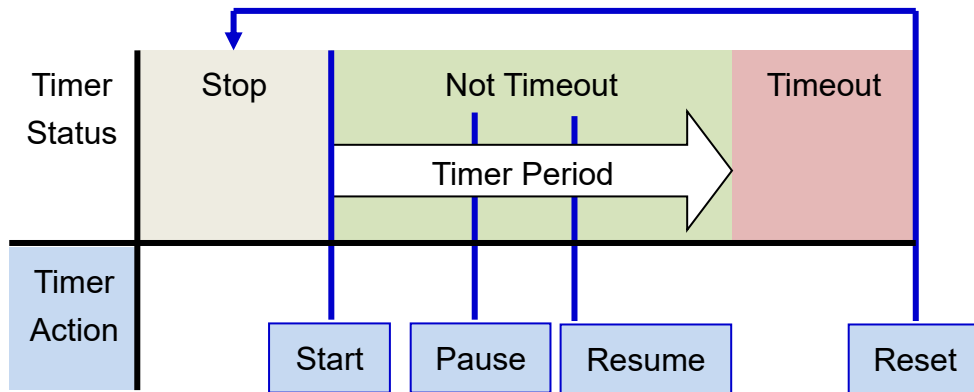 Timer
Status
Stop
Not Timeout
Timeout
Timer Period
Timer
Action
Start
Pause
Resume
Reset